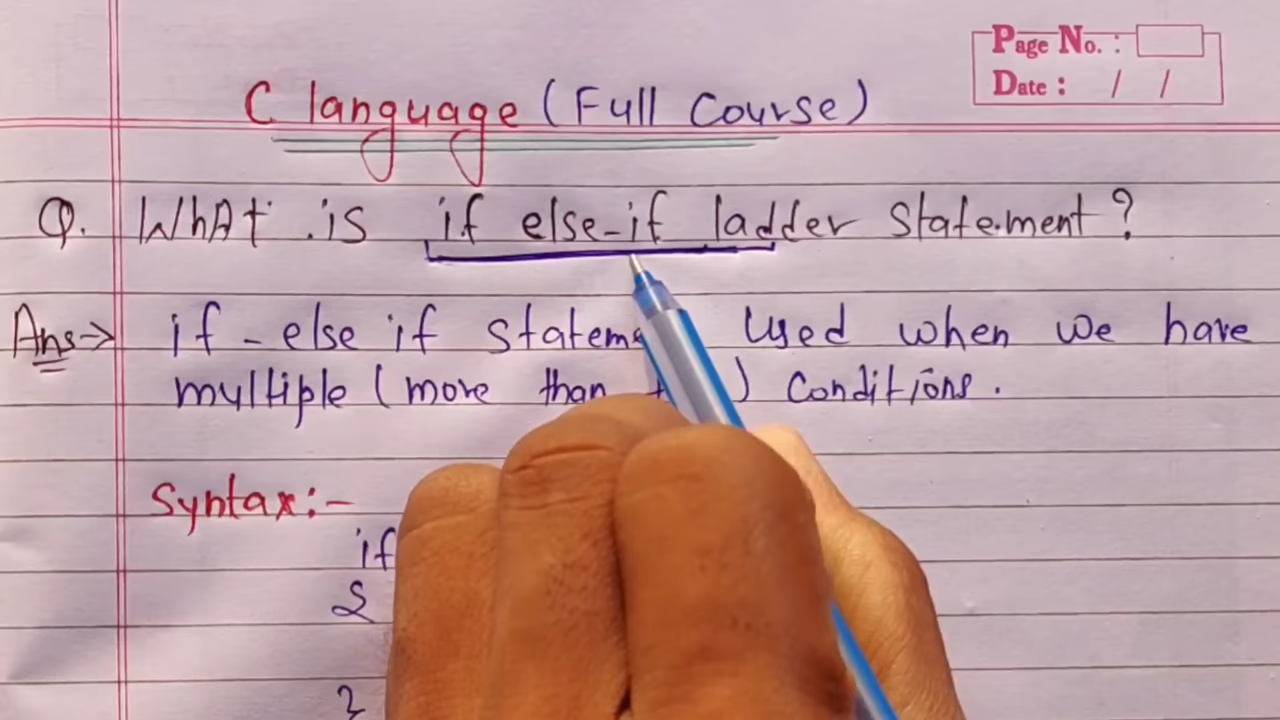 Page No. :
Date : / /
C language (Full Course)
Q. WhAt is if else-if ladder Statement ?
Ans-> if - else if Used when we have
multiple (more than ) Conditions.
Syntax:-
if
{
}